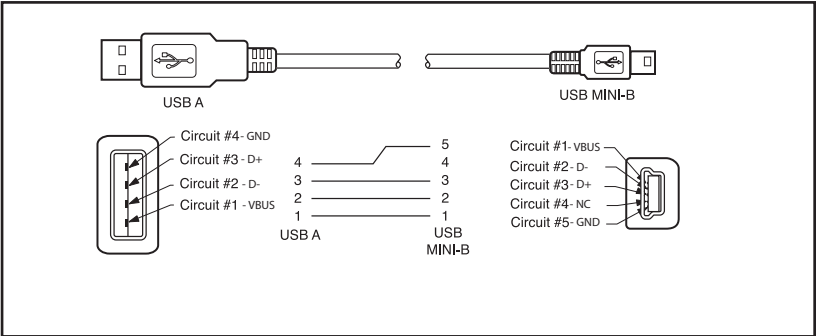 USB A
USB MINI-B
Circuit #4- GND
Circuit #3 - D+
Circuit #2 - D-
Circuit #1 - VBUS
4
3
2
1
USB A
5
4
3
2
1
USB
MINI-B
Circuit #1- VBUS
Circuit #2- D-
Circuit #3- D+
Circuit #4- NC
Circuit #5- GND